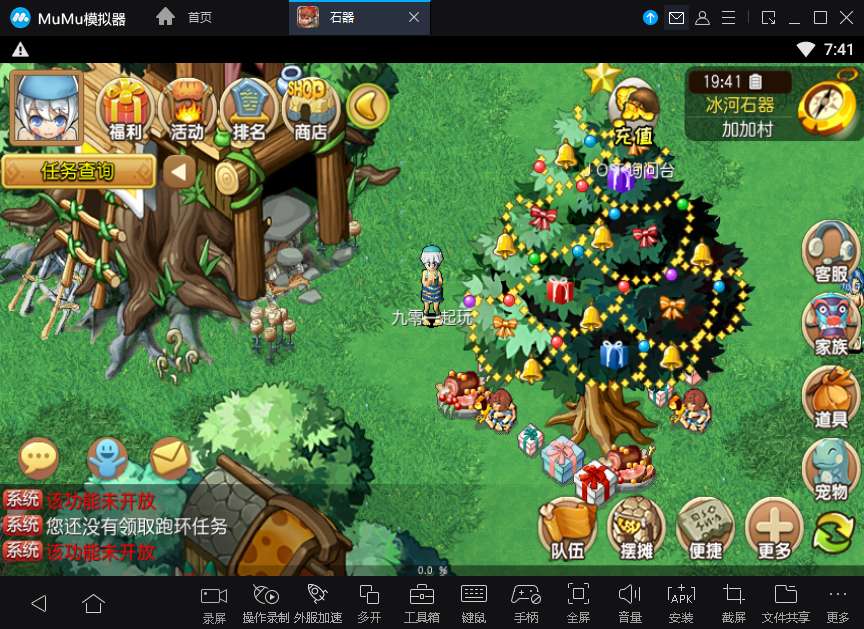 MuMu模拟器
首页
石器
7:41
福利
活动
排名
SHOP
商店
充值
19:41
冰河石器
加加村
任务查询
询问台
客服
九零一起玩
家族
道具
宠物
系统 该功能未开放
系统 您还没有领取跑环任务
系统 该功能未开放
队伍
摆摊
便捷
更多
0.0 %
录屏
操作录制
外服加速
多开
工具箱
键鼠
手柄
全屏
音量
APK
安装
截屏
文件共享
更多